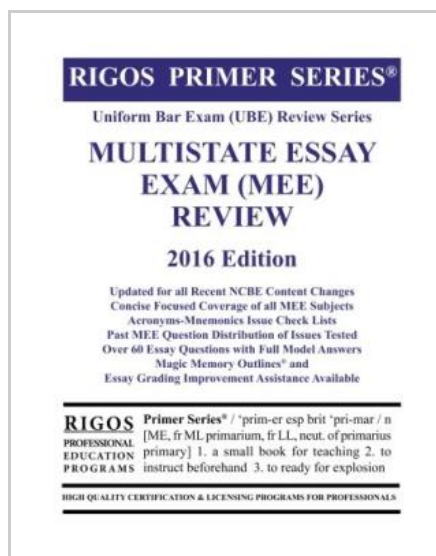 RIGOS PRIMER SERIES®
Uniform Bar Exam (UBE) Review Series
MULTISTATE ESSAY
EXAM (MEE)
REVIEW
2016 Edition
Updated for all Recent NCBE Content Changes
Concise Focused Coverage of all MEE Subjects
Acronyms-Mnemonics Issue Check Lists
Past MEE Question Distribution of Issues Tested
Over 60 Essay Questions with Full Model Answers
Magic Memory Outlines® and
Essay Grading Improvement Assistance Available
RIGOS
PROFESSIONAL
EDUCATION
PROGRAMS
Primer Series® / 'prim-er esp brit 'pri-mar / n
[ME, fr ML primarium, fr LL, neut. of primarius
primary] 1. a small book for teaching 2. to
instruct beforehand 3. to ready for explosion
HIGH QUALITY CERTIFICATION & LICENSING PROGRAMS FOR PROFESSIONALS